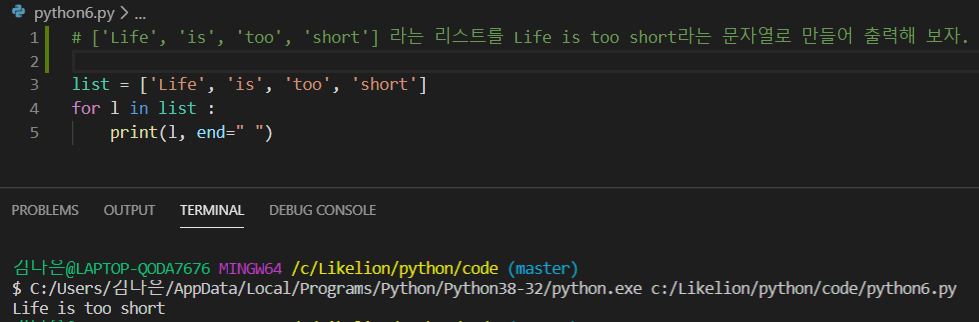 python6.py > ...
1 # ['Life', 'is', 'too', 'short'] 라는 리스트를 Life is too short라는 문자열로 만들어 출력해 보자.
2
3 list = ['Life', 'is', 'too', 'short']
4 for l in list :
5 print(l, end=" ")
PROBLEMS OUTPUT TERMINAL DEBUG CONSOLE
김나은@LAPTOP-QODA7676 MINGW64 /c/Likelion/python/code (master)
$ C:/Users/김나은/AppData/Local/Programs/Python/Python38-32/python.exe c:/Likelion/python/code/python6.py
Life is too short